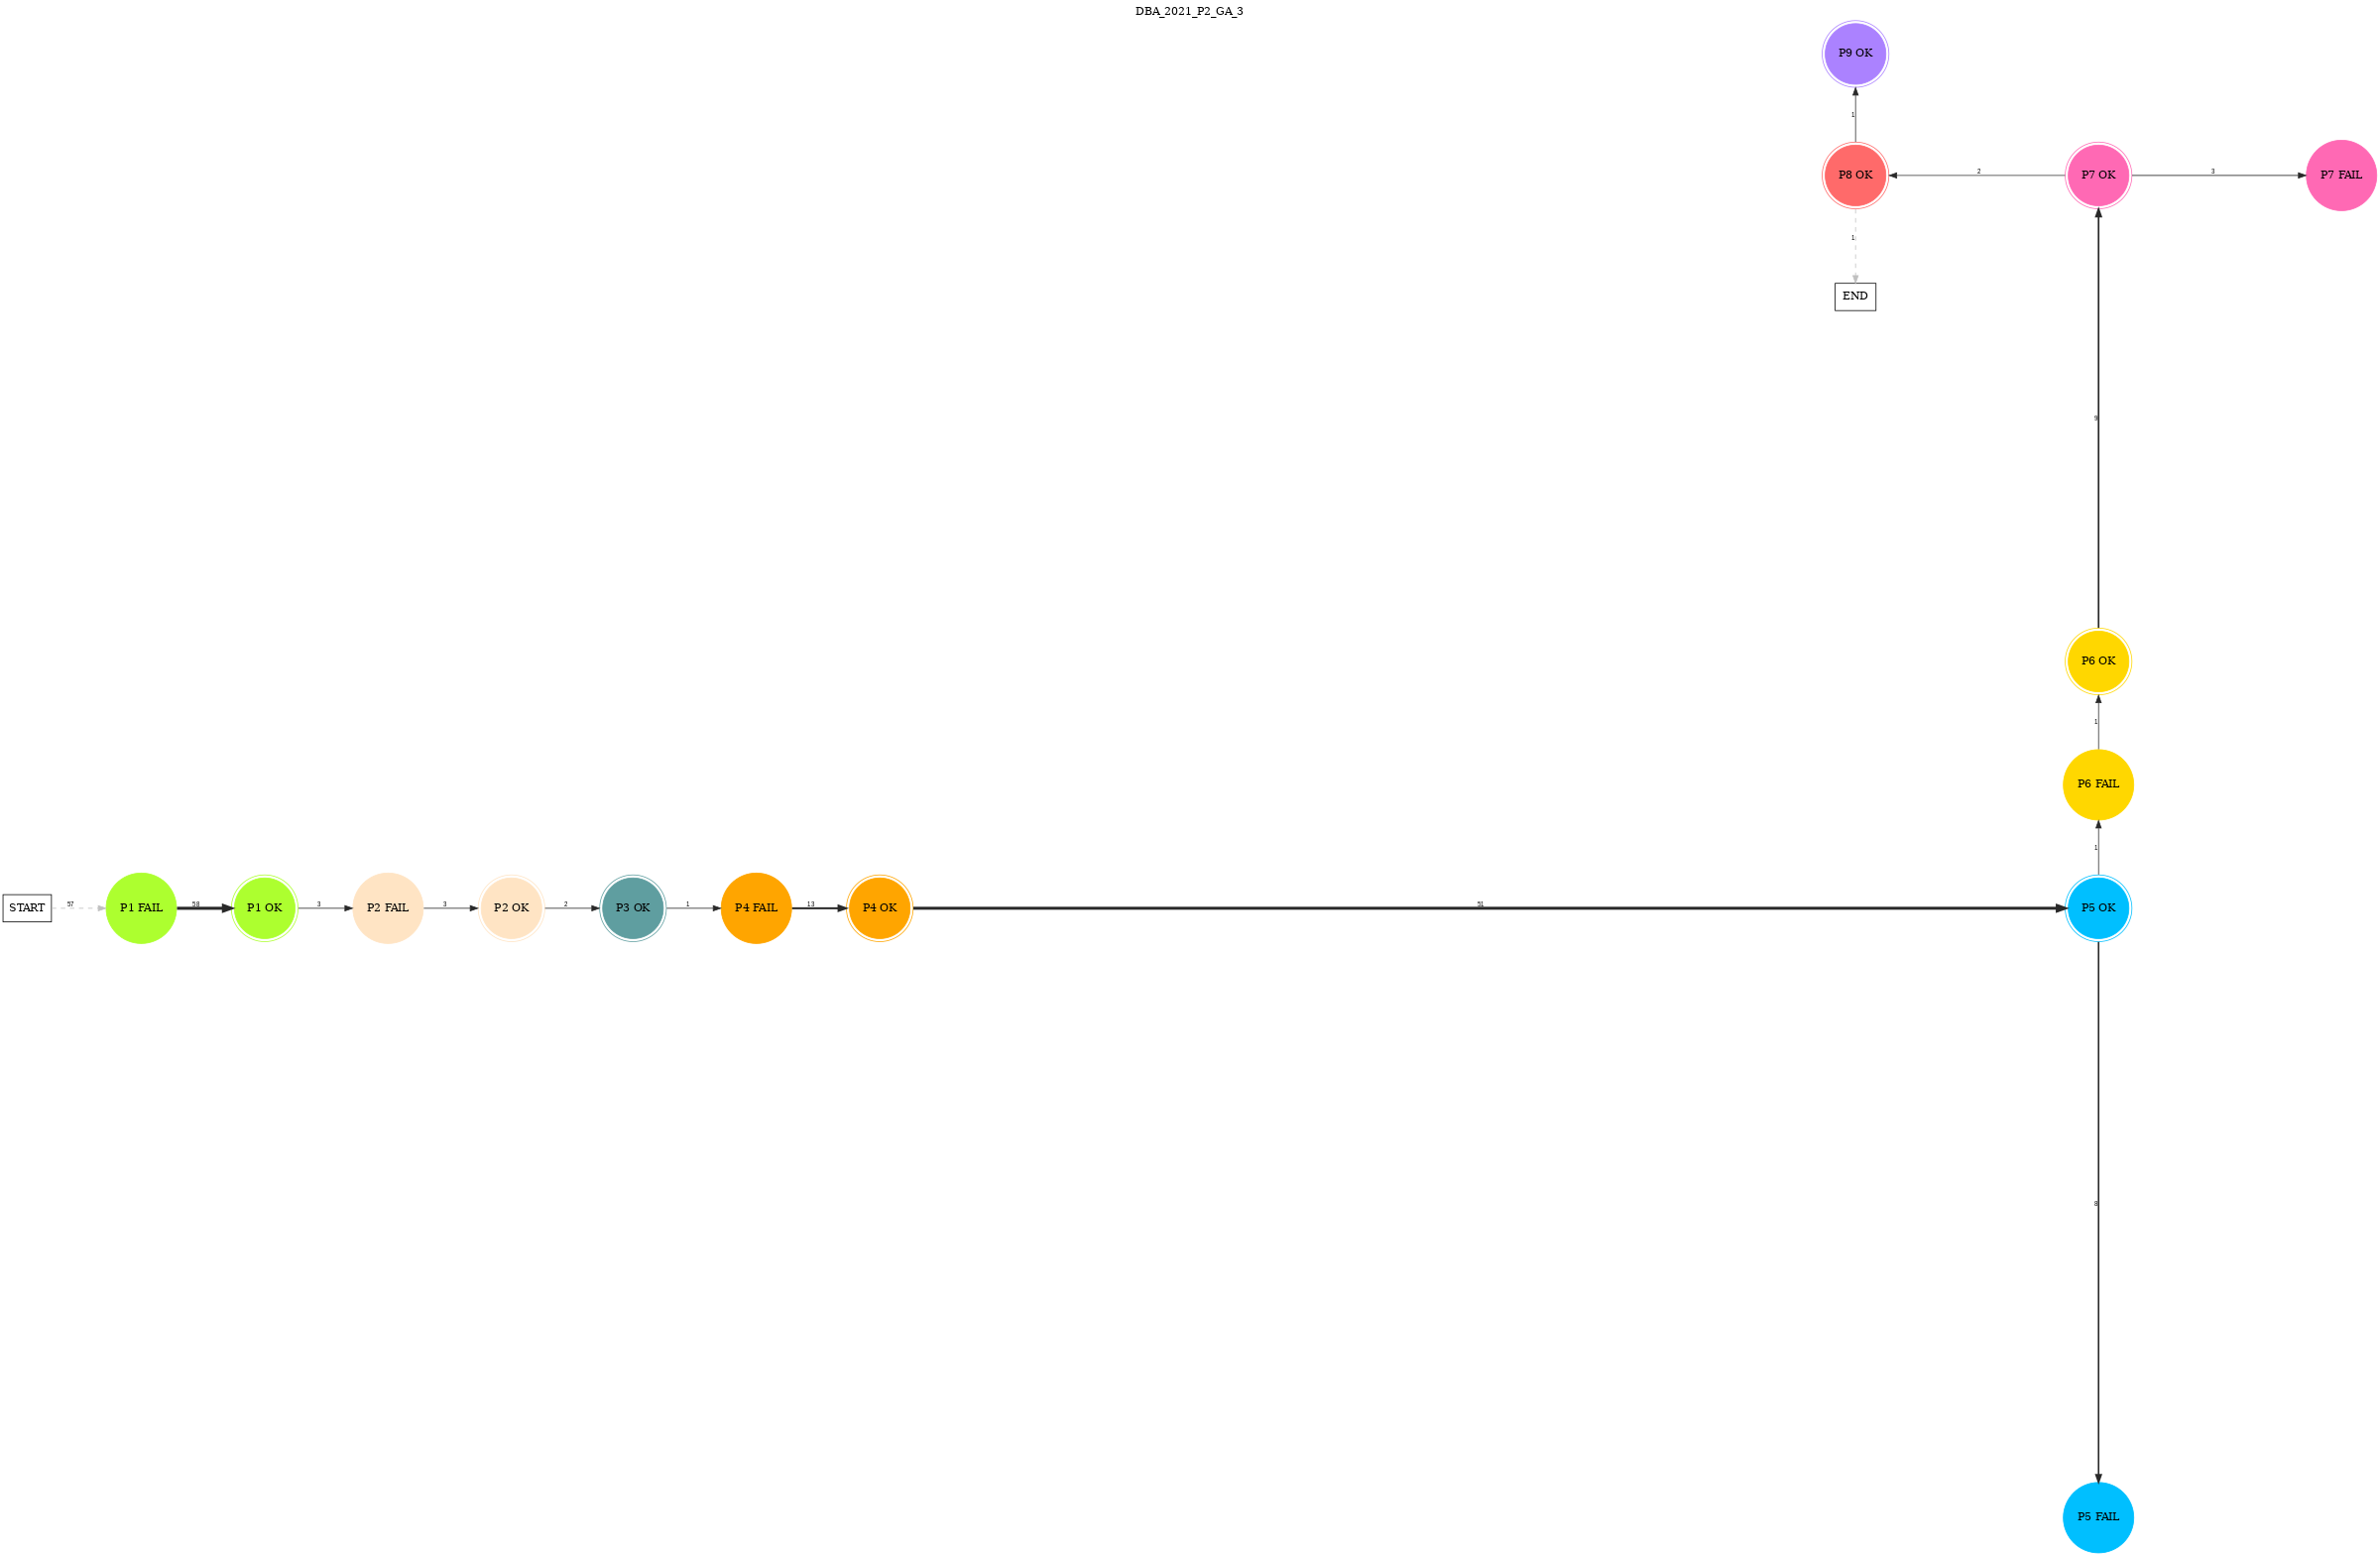 DBA_2021_P2_GA_3
P9 OK
1
P8 OK
2
P7 OK
3
P7 FAIL
1
END
9
P6 OK
1
P6 FAIL
1
START
57
P1 FAIL
58
P1 OK
3
P2 FAIL
3
P2 OK
2
P3 OK
1
P4 FAIL
13
P4 OK
51
P5 OK
8
P5 FAIL